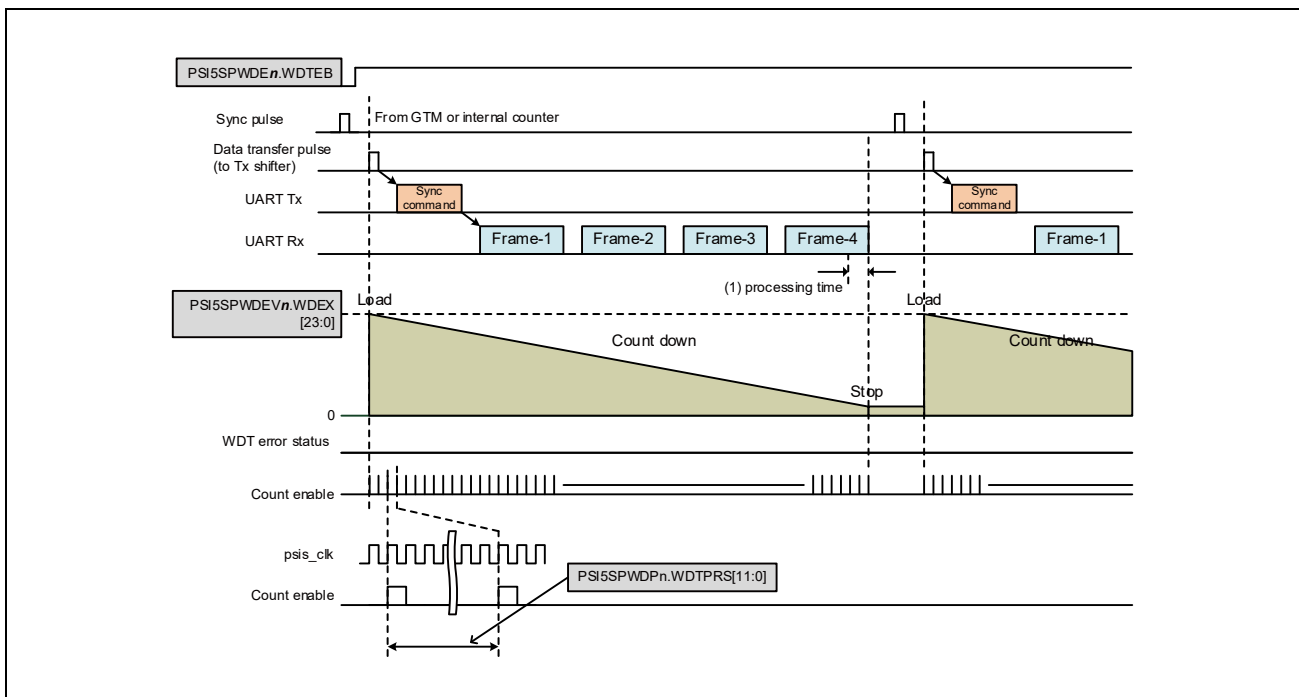 PSI5SPWDEn.WDTEB
Sync pulse
From GTM or internal counter
Data transfer pulse
(to Tx shifter)
UART Tx
Sync
command
Sync
command
UART Rx
Frame-1
Frame-2
Frame-3
Frame-4
Frame-1
(1) processing time
PSI5SPWDEVn.WDEX
[23:0]
Load
Load
Count down
Count down
Stop
0
WDT error status
Count enable
psis_clk
PSI5SPWDPn.WDTPRS[11:0]
Count enable